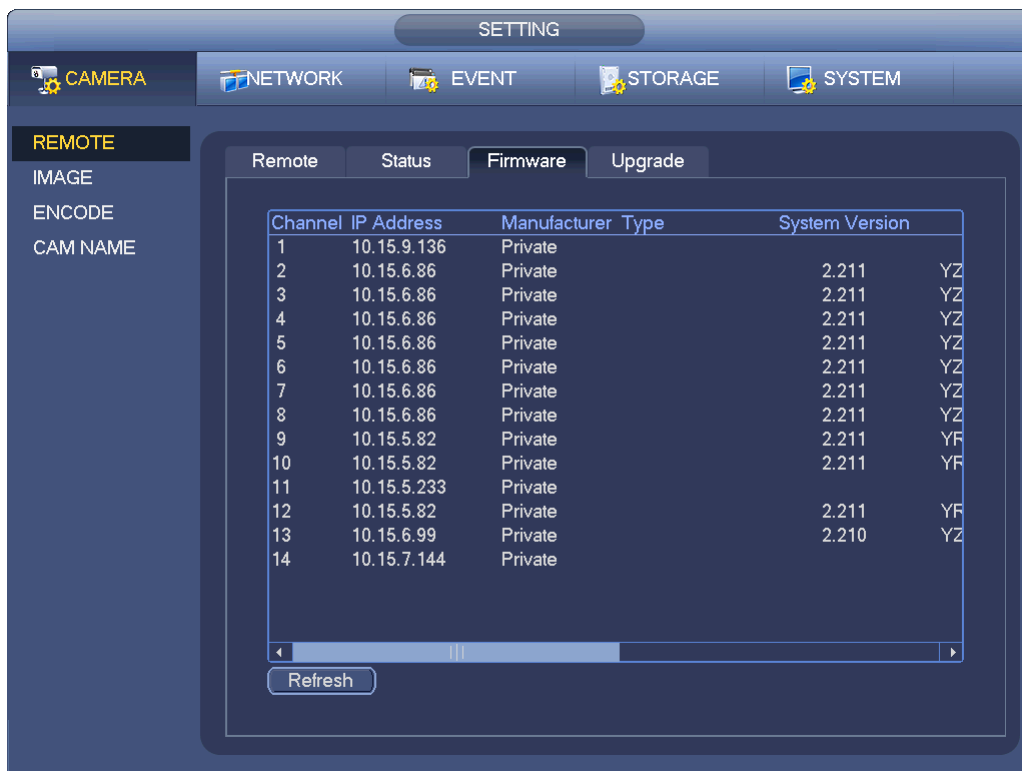 SETTING
CAMERA NETWORK EVENT STORAGE SYSTEM
REMOTE
IMAGE
ENCODE
CAM NAME
Remote Status Firmware Upgrade
Channel IP Address Manufacturer Type System Version
1 10.15.9.136 Private
2 10.15.6.86 Private 2.211 YZ
3 10.15.6.86 Private 2.211 YZ
4 10.15.6.86 Private 2.211 YZ
5 10.15.6.86 Private 2.211 YZ
6 10.15.6.86 Private 2.211 YZ
7 10.15.6.86 Private 2.211 YZ
8 10.15.6.86 Private 2.211 YZ
9 10.15.5.82 Private 2.211 YR
10 10.15.5.82 Private 2.211 YR
11 10.15.5.233 Private
12 10.15.5.82 Private 2.211 YR
13 10.15.6.99 Private 2.210 YZ
14 10.15.7.144 Private
Refresh